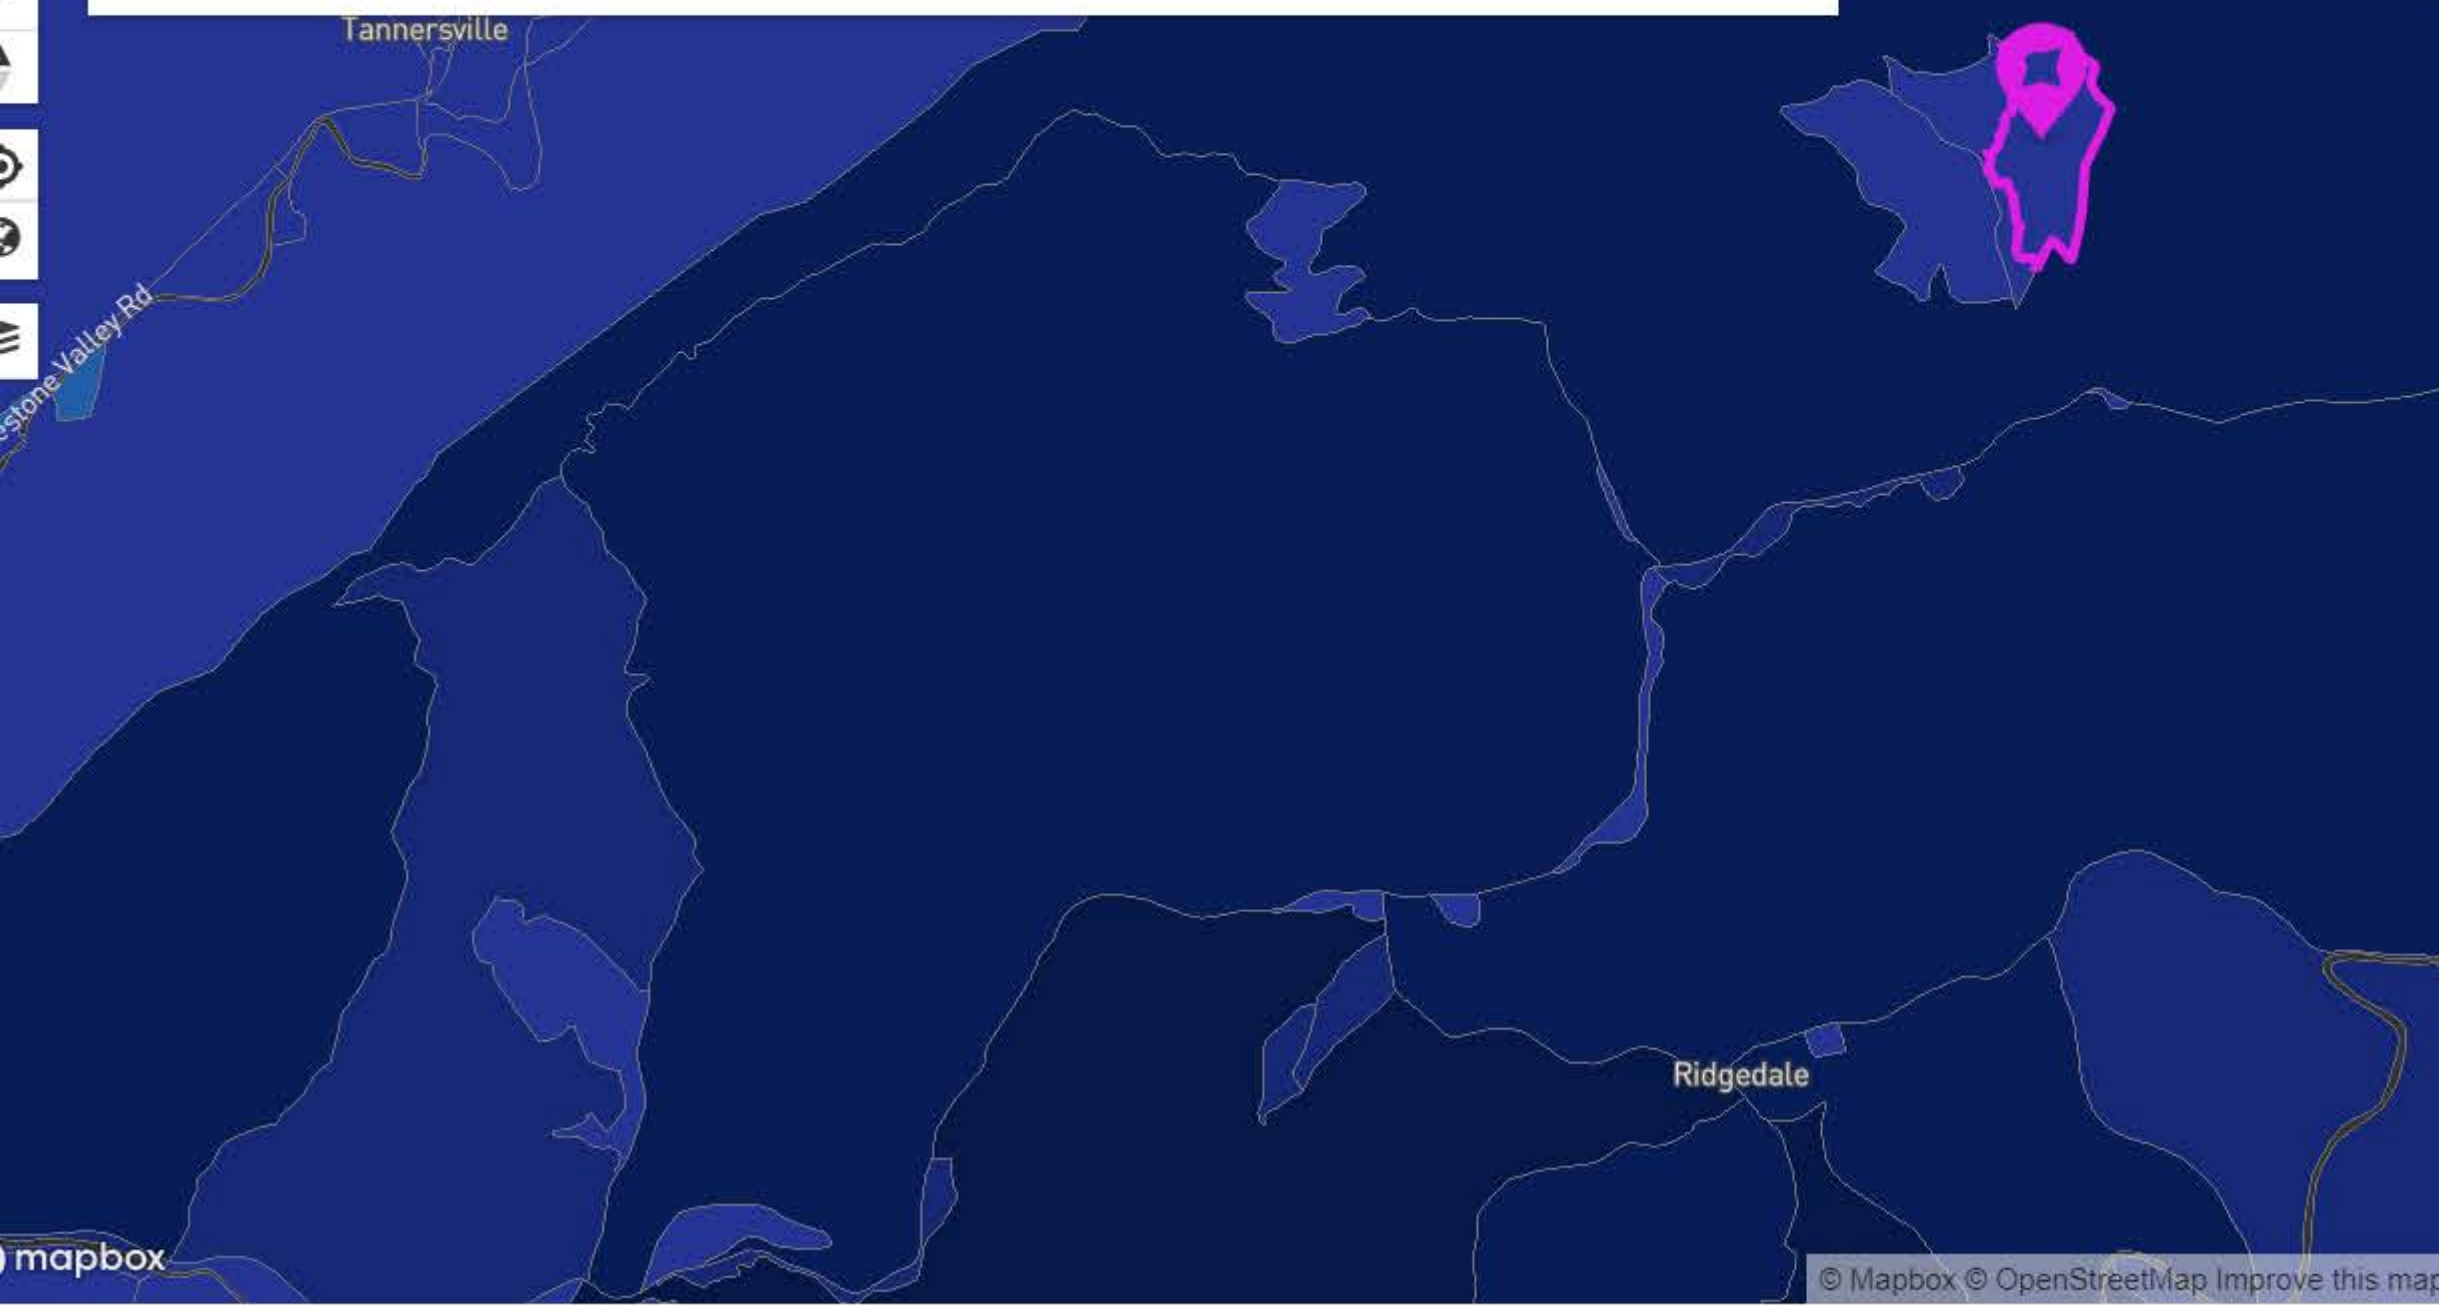 Tannersville
estone Valley Rd
Ridgedale
mapbox
© Mapbox © OpenStreetMap Improve this map